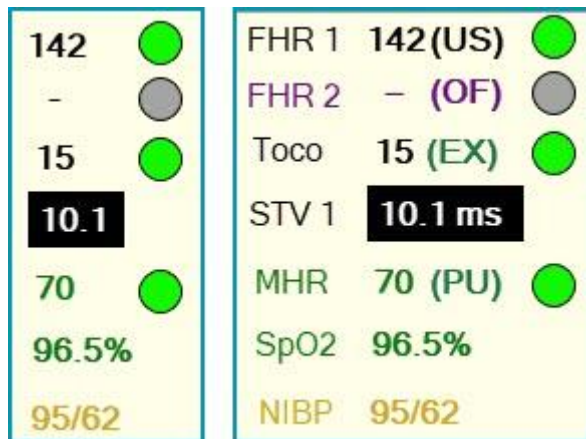 142
-
15
10.1
70
96.5%
95/62
FHR 1 142 (US)
FHR 2 – (OF)
Toco 15 (EX)
STV 1 10.1 ms
MHR 70 (PU)
SpO2 96.5%
NIBP 95/62